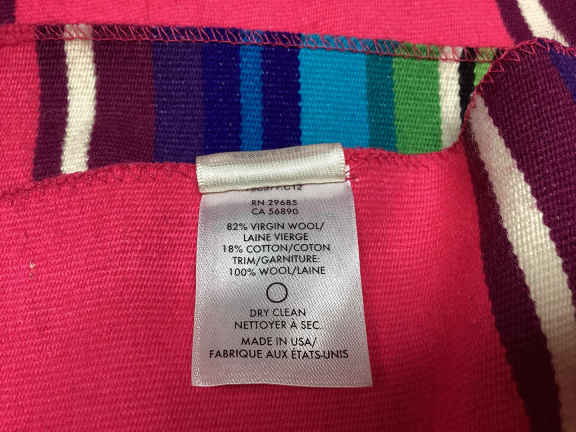 RN 29685
CA 56890
82% VIRGIN WOOL/
LAINE VIERGE
18% COTTON/COTON
TRIM/GARNITURE:
100% WOOL/LAINE
DRY CLEAN
NETTOYER À SEC.
MADE IN USA/
FABRIQUE AUX ÉTATS-UNIS